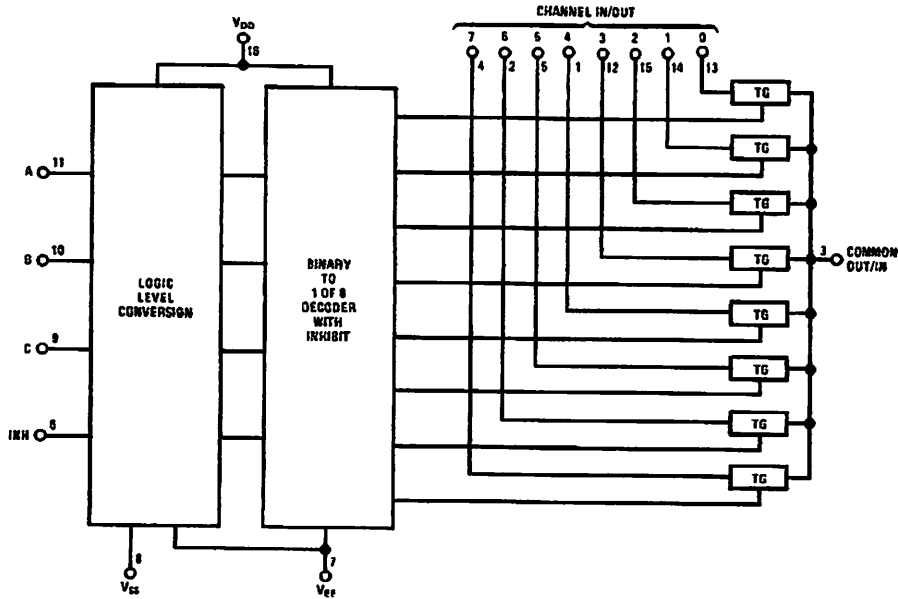 CHANNEL IN/OUT
VDD
16
7 6 5 4 3 2 1 0
4 2 5 1 12 15 14 13
TG
TG
TG
TG
TG
TG
TG
TG
A 11
B 10
C 9
INH 6
LOGIC
LEVEL
CONVERSION
BINARY
TO
1 OF 8
DECODER
WITH
INHIBIT
3 COMMON
OUT/IN
8
VSS
7
VEE